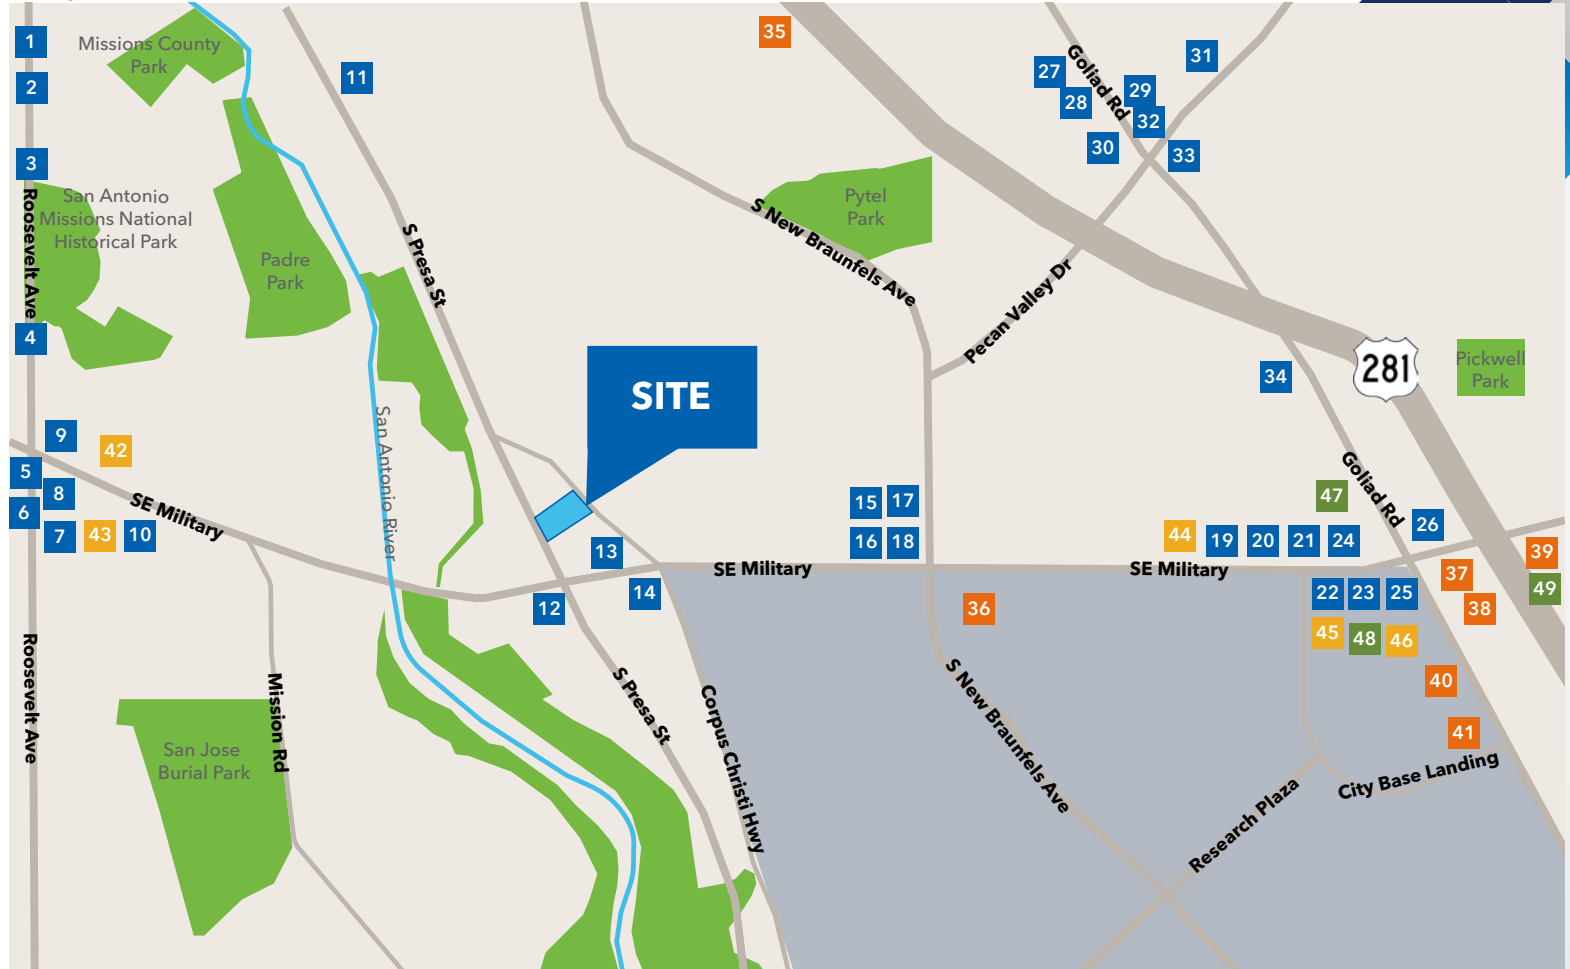 1
Missions County
Park
2
11
35
27
Goliad Rd
31
28
29
32
30
33
3
San Antonio
Missions National
Historical Park
Roosevelt Ave
Padre
Park
S Presa St
Pytel
Park
S New Braunfels Ave
Pecan Valley Dr
4
SITE
34
281
Pickwell
Park
9
42
5
8
6
SE Military
7
43
10
San Antonio River
13
12
14
15
17
16
18
SE Military
44
19
20
21
24
47
Goliad Rd
26
SE Military
39
37
49
38
22
23
25
45
48
46
36
40
41
Roosevelt Ave
Mission Rd
San Jose
Burial Park
S Presa St
Corpus Christi Hwy
S New Braunfels Ave
Research Plaza
City Base Landing